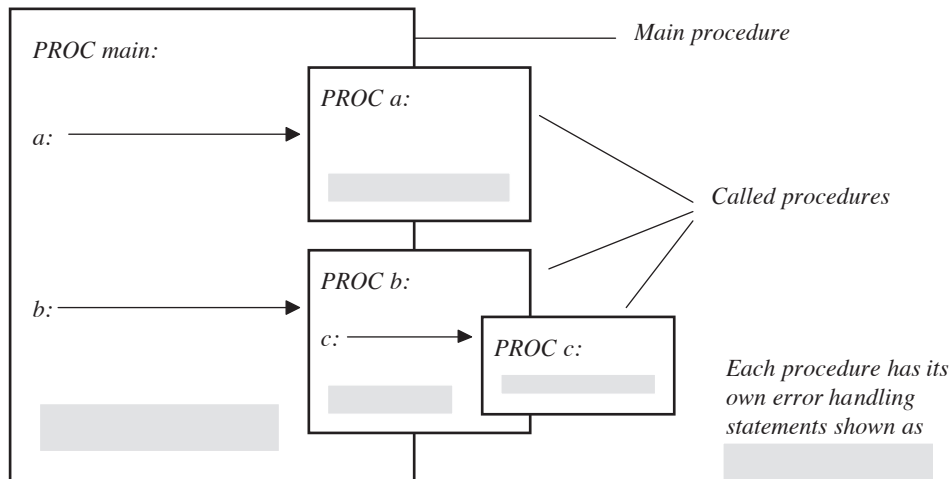 PROC main:
Main procedure
PROC a:
a:
Called procedures
PROC b:
b:
c:
PROC c:
Each procedure has its
own error handling
statements shown as